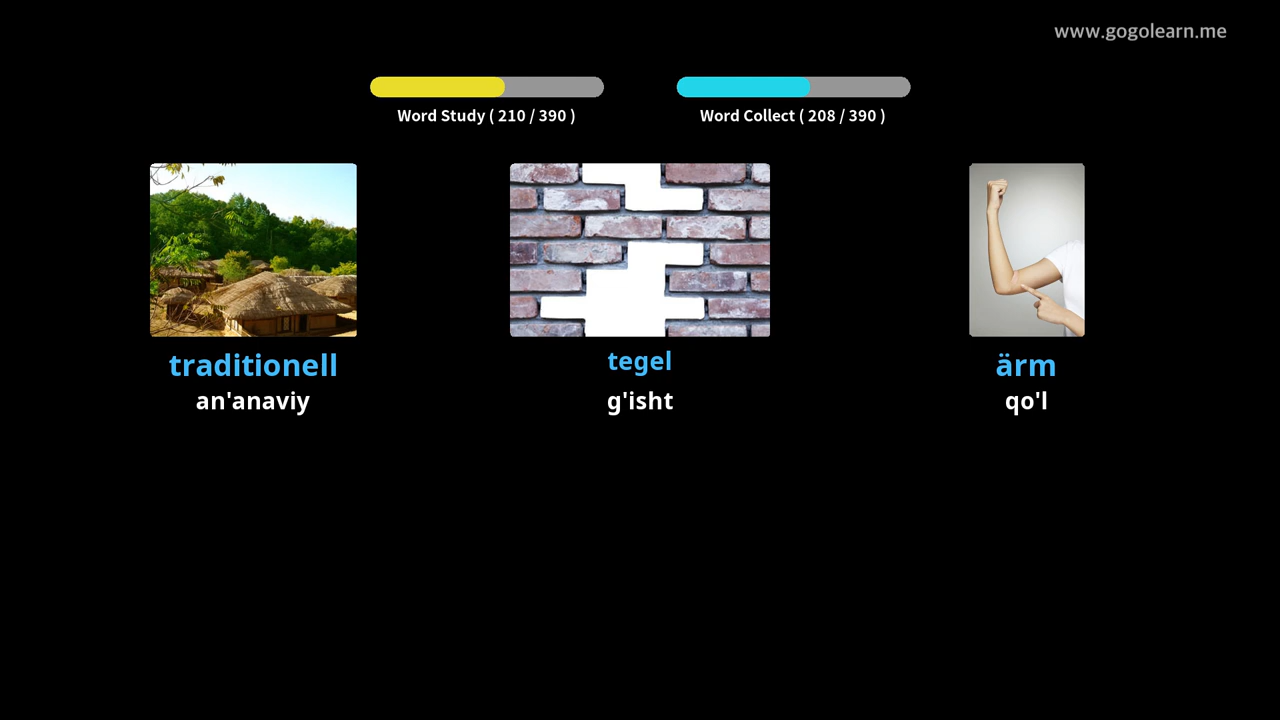 www.gogolearn.me
Word Study ( 210 / 390 )
Word Collect ( 208 / 390 )
traditionell
an'anaviy
tegel
g'isht
ärm
qo'l